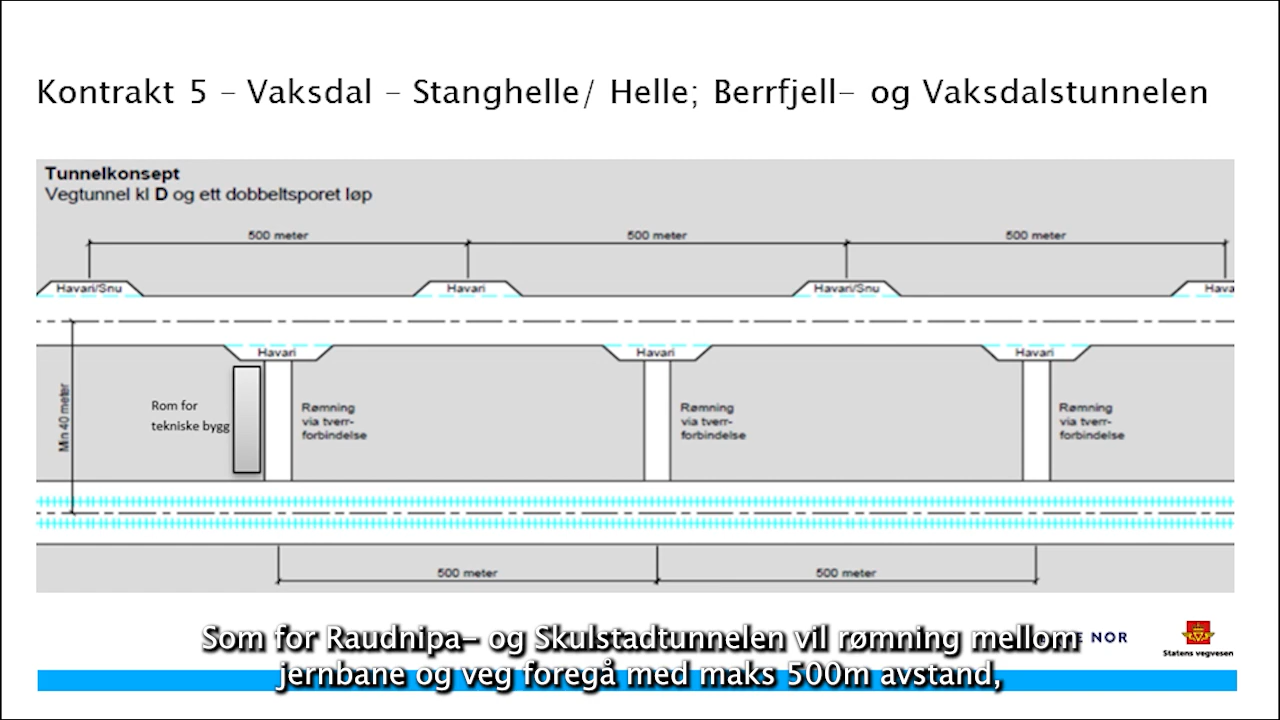 Kontrakt 5 – Vaksdal – Stanghelle/ Helle; Berrfjell– og Vaksdalstunnelen
Tunnelkonsept
Vegtunnel kl D og ett dobbeltsporet løp
500 meter
500 meter
500 meter
Havari/Snu
Havari
Havari/Snu
Hava
Havari
Havari
Havari
Min 40 meter
Rom for
tekniske bygg
Rømning
via tverr-
forbindelse
Rømning
via tverr-
forbindelse
Rømning
via tverr-
forbindelse
500 meter
500 meter
Som for Raudnipa– og Skulstadtunnelen vil rømning mellom
jernbane og veg foregå med maks 500m avstand,
NOR
Statens vegvesen